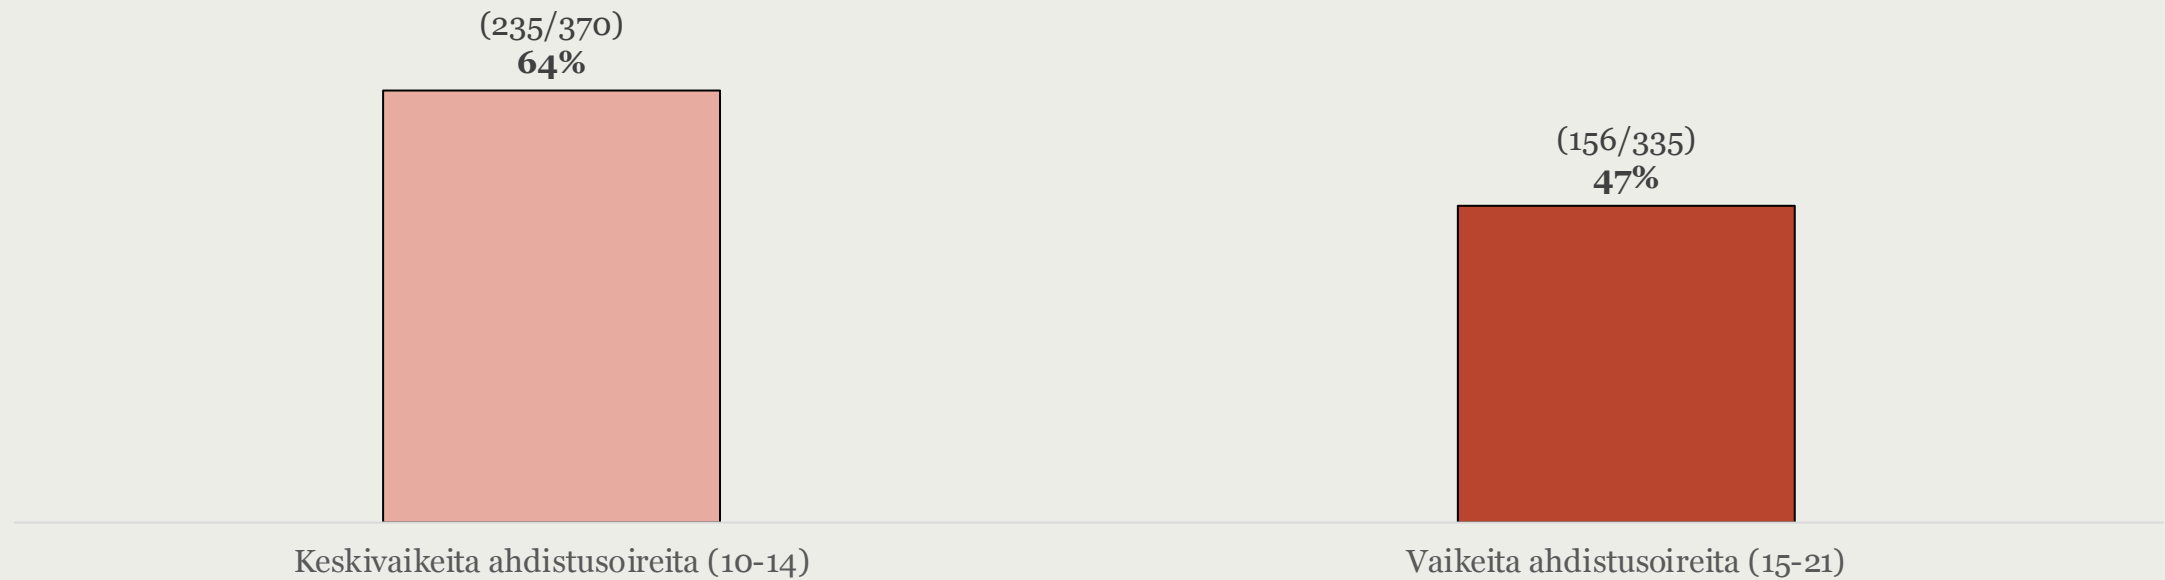 (235/370)
64%
(156/335)
47%
Keskivaikeita ahdistusoireita (10-14)
Vaikeita ahdistusoireita (15-21)